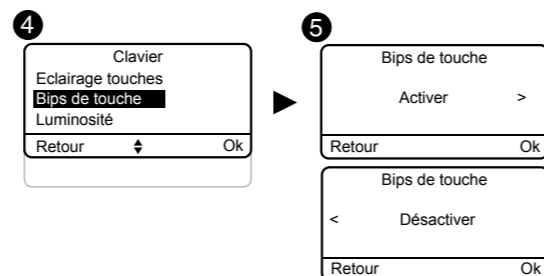 4
Clavier
Eclairage touches
Bips de touche
Luminosité
Retour Ok
5
Bips de touche
Activer >
Retour Ok
Bips de touche
< Désactiver
Retour Ok